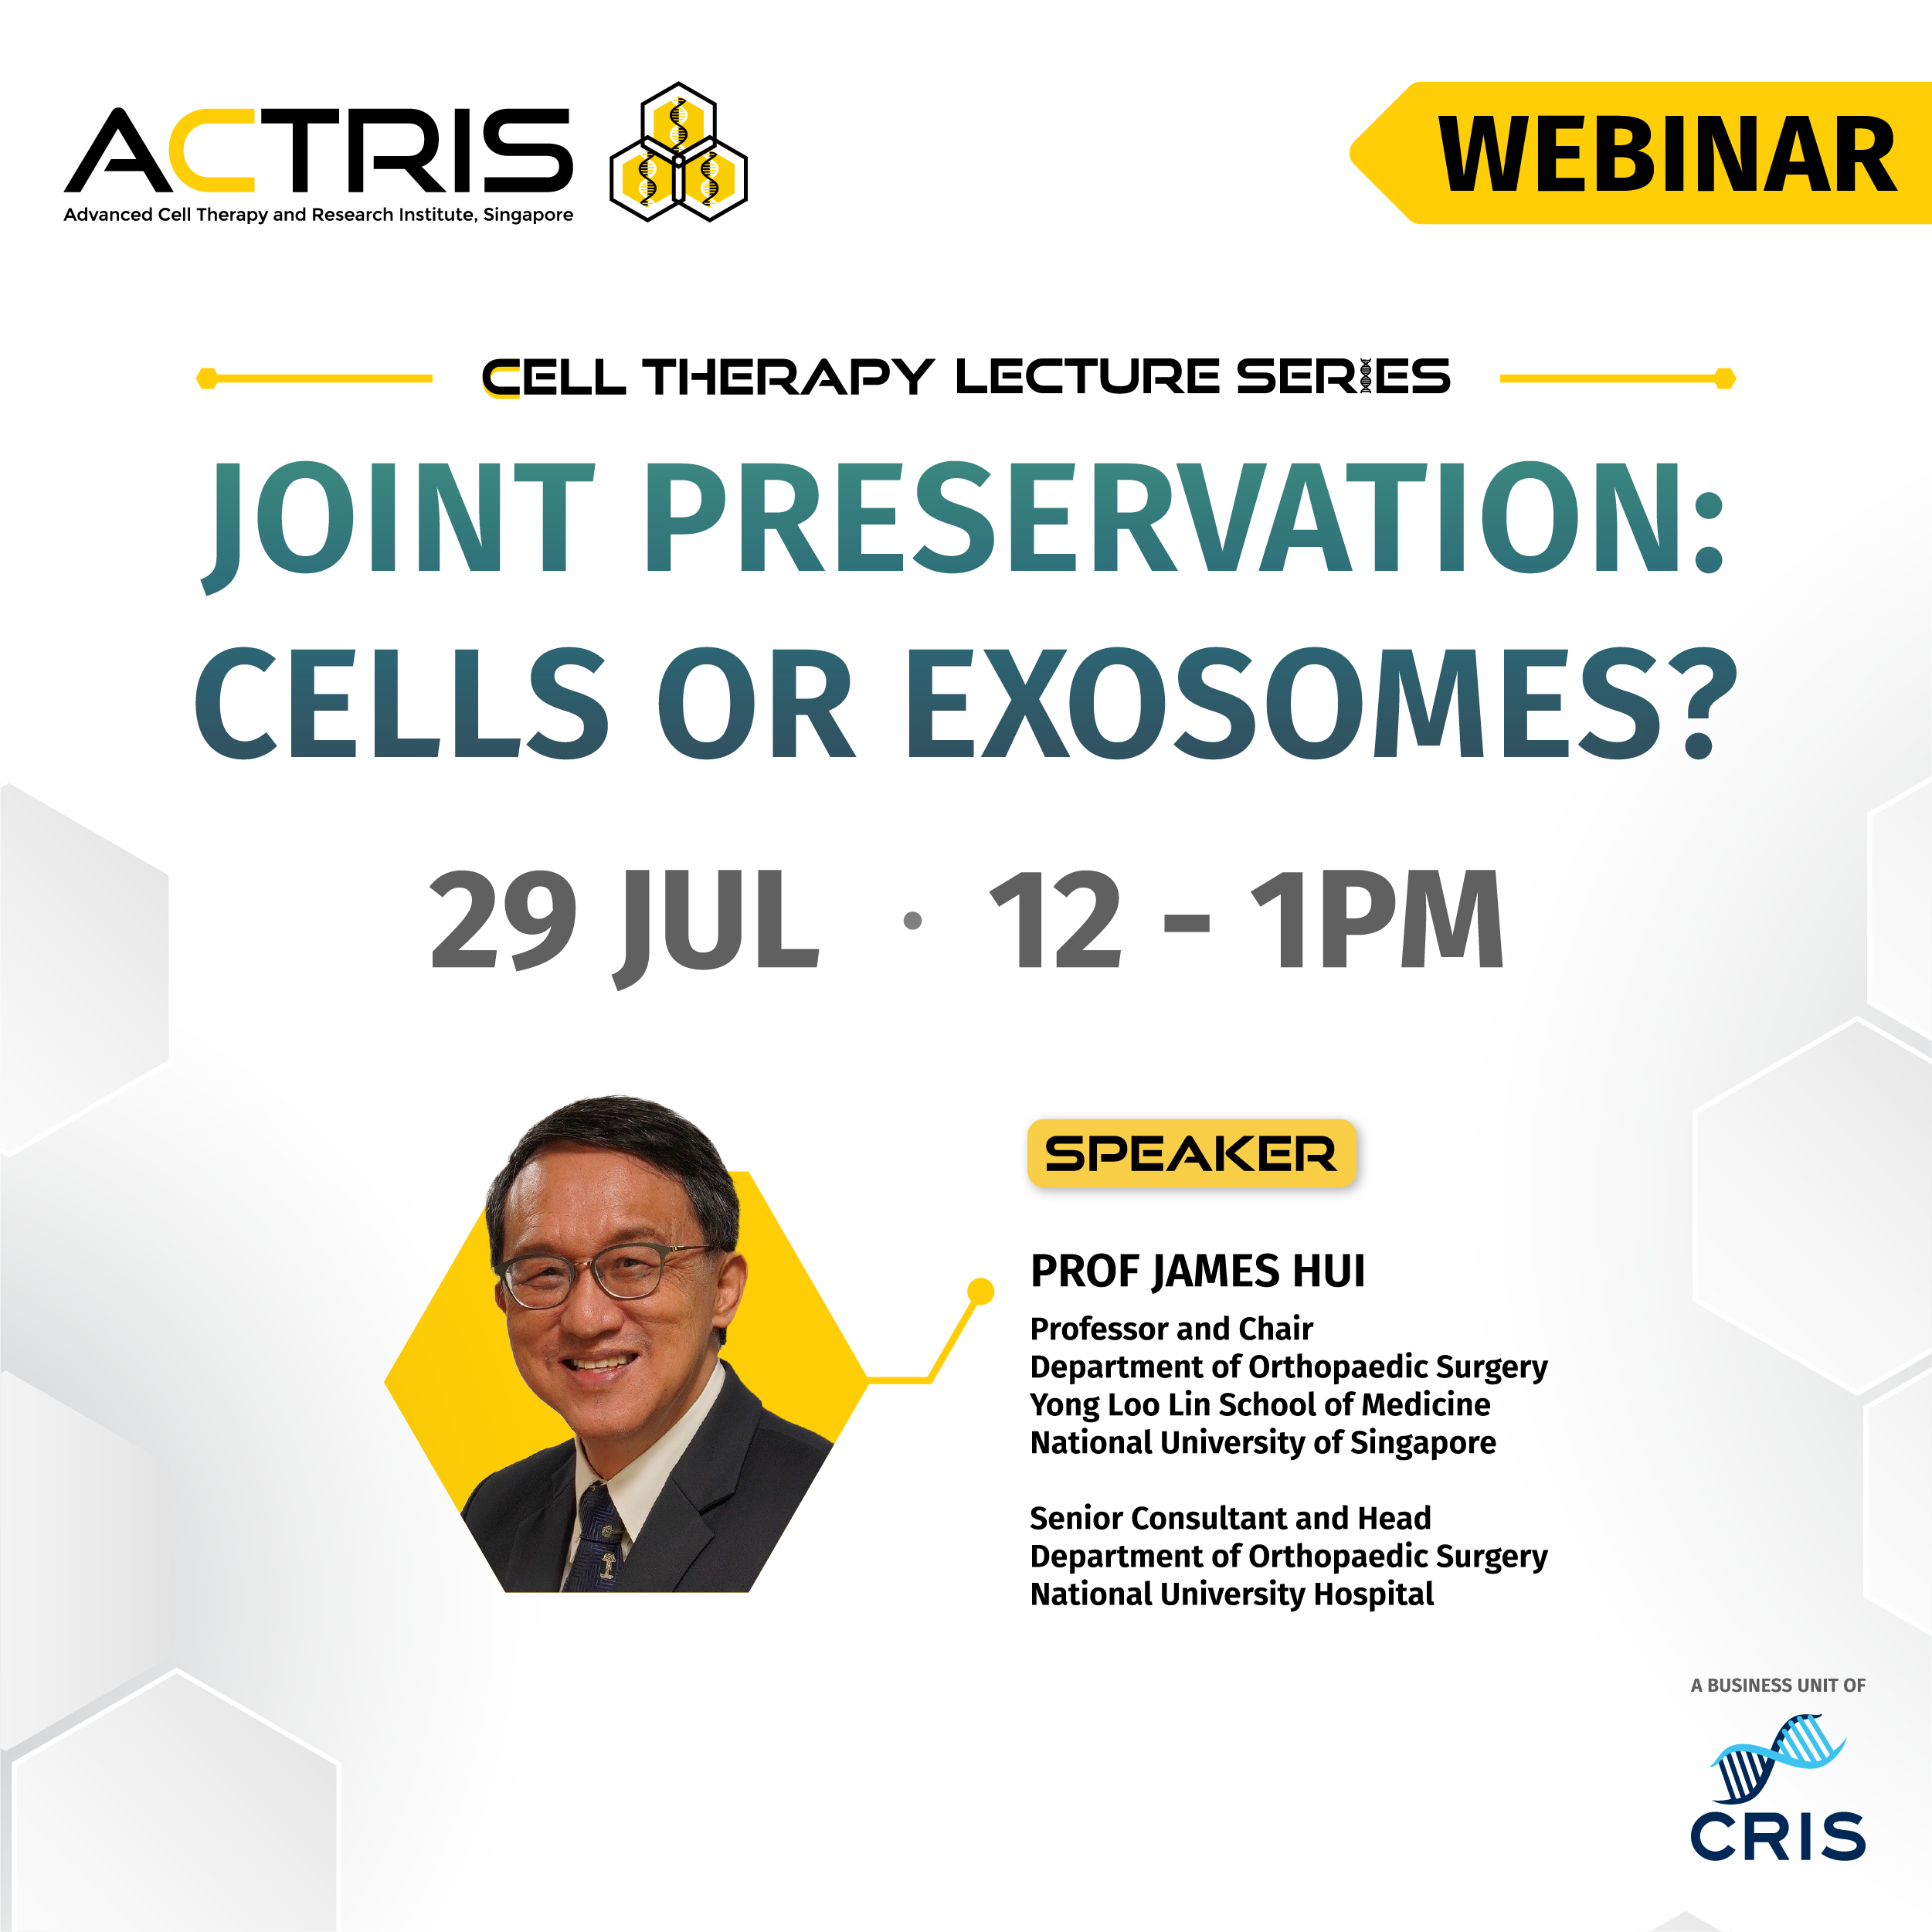 ACTRIS
Advanced Cell Therapy and Research Institute, Singapore
WEBINAR
CELL THERAPY LECTURE SERIES
JOINT PRESERVATION:
CELLS OR EXOSOMES?
29 JUL · 12 - 1PM
SPEAKER
PROF JAMES HUI
Professor and Chair
Department of Orthopaedic Surgery
Yong Loo Lin School of Medicine
National University of Singapore
Senior Consultant and Head
Department of Orthopaedic Surgery
National University Hospital
A BUSINESS UNIT OF
CRIS